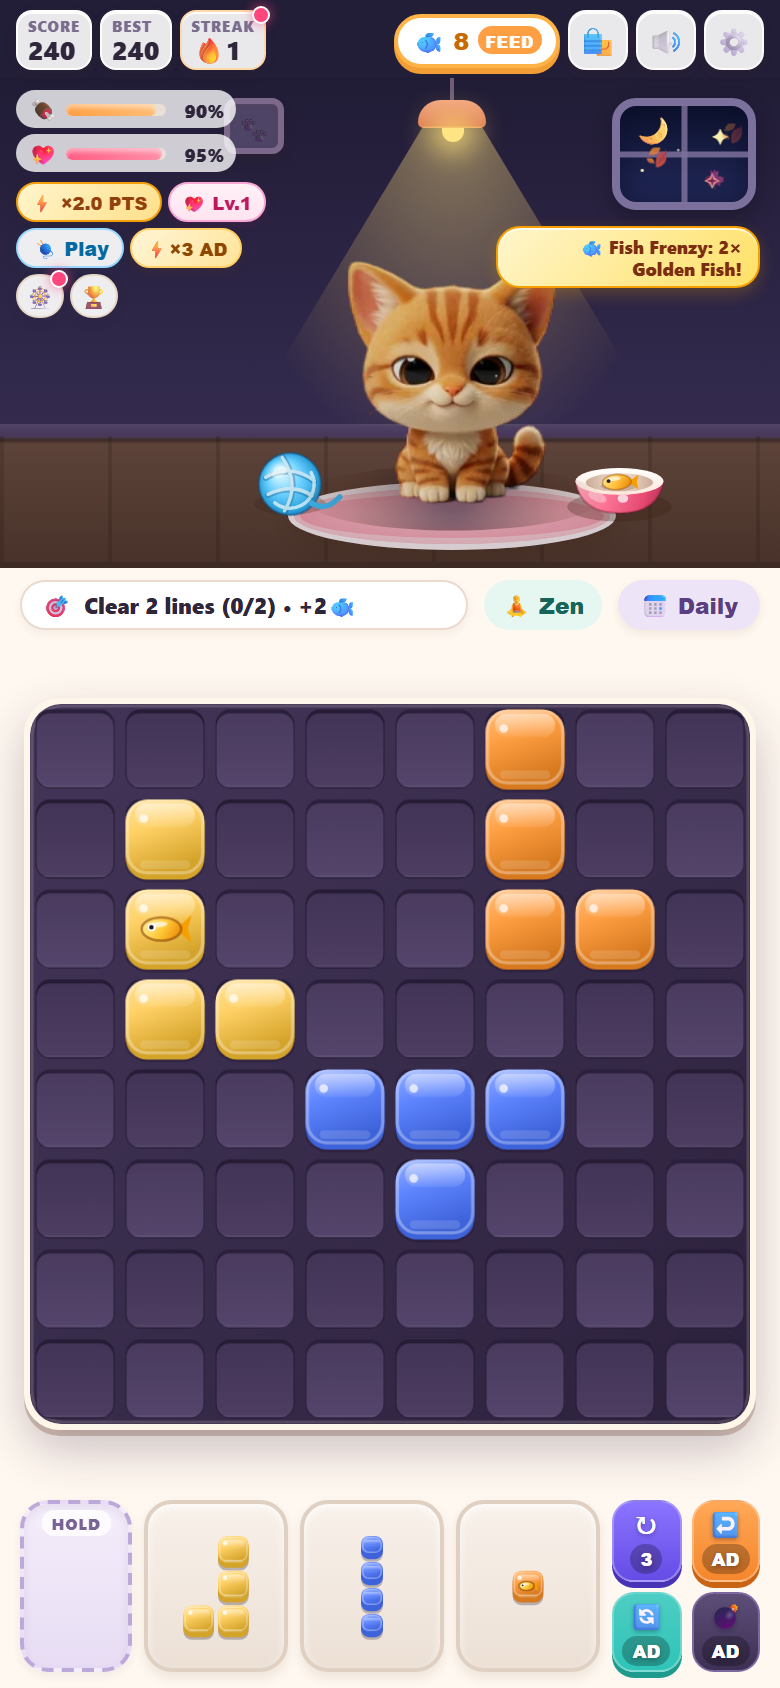 SCORE
240
BEST
240
STREAK
1
8 FEED
90%
95%
×2.0 PTS
Lv.1
Play
×3 AD
Fish Frenzy: 2×
Golden Fish!
Clear 2 lines (0/2) • +2
Zen
Daily
HOLD
3
AD
AD
AD